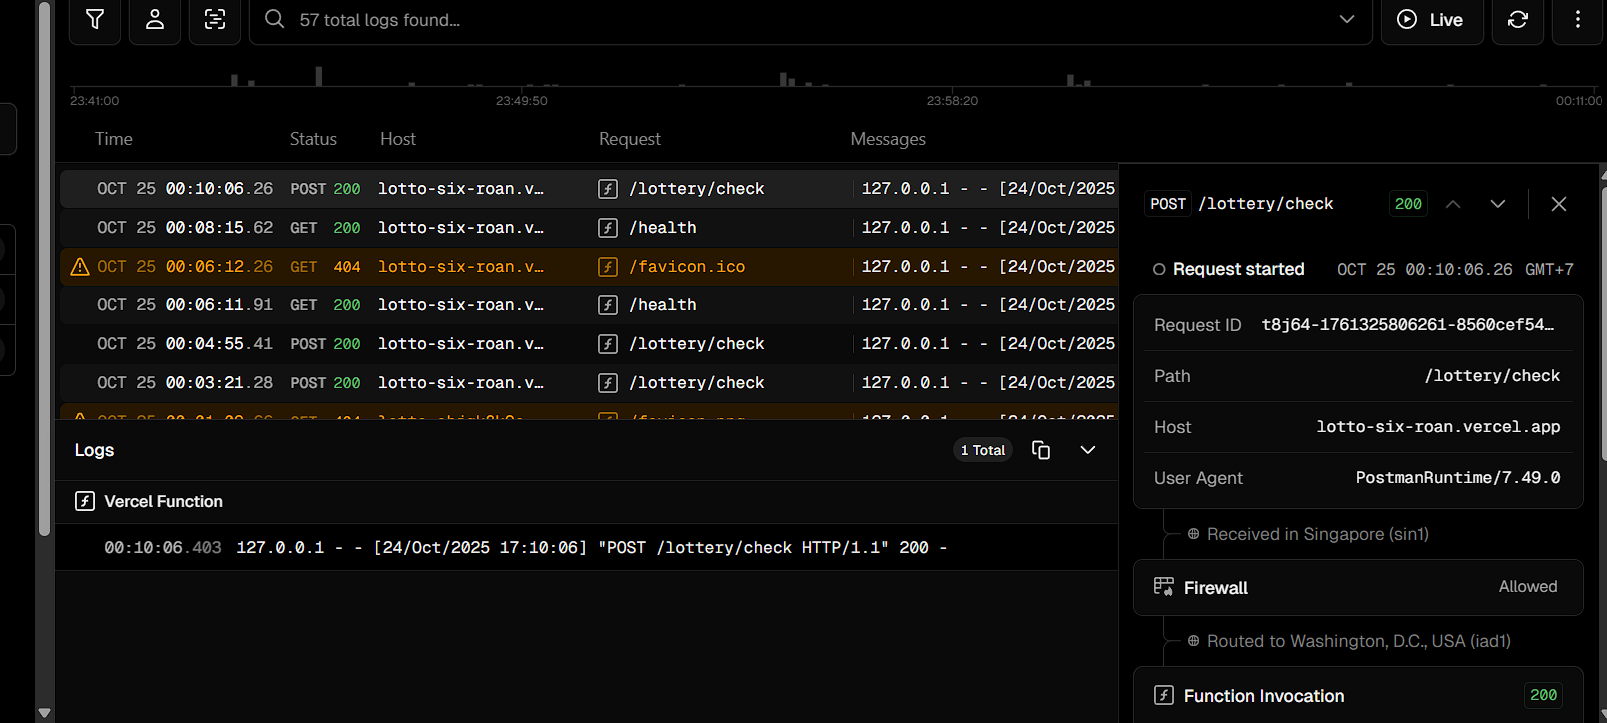 57 total logs found...
Live
23:41:00
23:49:50
23:58:20
00:11:00
Time Status Host Request Messages
OCT 25 00:10:06.26 POST 200 lotto-six-roan.v… /lottery/check 127.0.0.1 - - [24/Oct/2025
OCT 25 00:08:15.62 GET 200 lotto-six-roan.v… /health 127.0.0.1 - - [24/Oct/2025
OCT 25 00:06:12.26 GET 404 lotto-six-roan.v… /favicon.ico 127.0.0.1 - - [24/Oct/2025
OCT 25 00:06:11.91 GET 200 lotto-six-roan.v… /health 127.0.0.1 - - [24/Oct/2025
OCT 25 00:04:55.41 POST 200 lotto-six-roan.v… /lottery/check 127.0.0.1 - - [24/Oct/2025
OCT 25 00:03:21.28 POST 200 lotto-six-roan.v… /lottery/check 127.0.0.1 - - [24/Oct/2025
Logs
1 Total
Vercel Function
00:10:06.403 127.0.0.1 - - [24/Oct/2025 17:10:06] "POST /lottery/check HTTP/1.1" 200 -
POST /lottery/check 200
Request started OCT 25 00:10:06.26 GMT+7
Request ID t8j64-1761325806261-8560cef54…
Path /lottery/check
Host lotto-six-roan.vercel.app
User Agent PostmanRuntime/7.49.0
Received in Singapore (sin1)
Firewall Allowed
Routed to Washington, D.C., USA (iad1)
Function Invocation 200